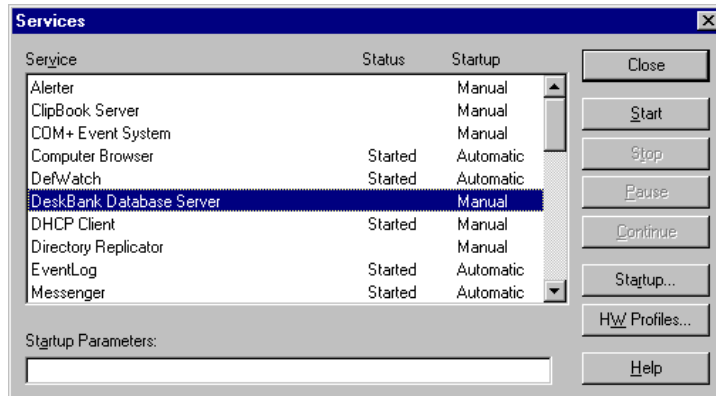 Services
Service Status Startup
Alerter Manual
ClipBook Server Manual
COM+ Event System Manual
Computer Browser Started Automatic
DefWatch Started Automatic
DeskBank Database Server Manual
DHCP Client Started Manual
Directory Replicator Manual
EventLog Started Automatic
Messenger Started Automatic
Startup Parameters:
Close
Start
Stop
Pause
Continue
Startup...
HW Profiles...
Help